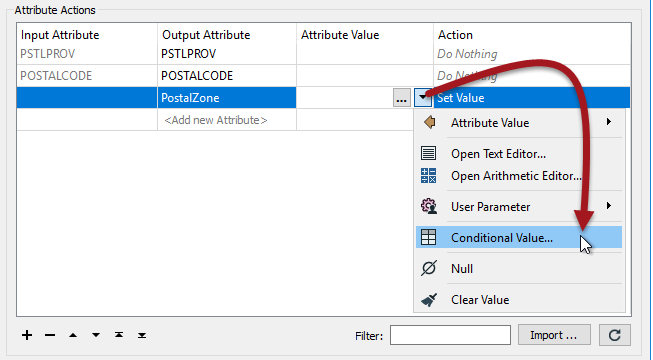 Attribute Actions
Input Attribute Output Attribute Attribute Value Action
PSTLPROV PSTLPROV Do Nothing
POSTALCODE POSTALCODE Do Nothing
PostalZone ... Set Value
<Add new Attribute>
Attribute Value
Open Text Editor...
Open Arithmetic Editor...
User Parameter
Conditional Value...
Null
Clear Value
Filter: Import ...